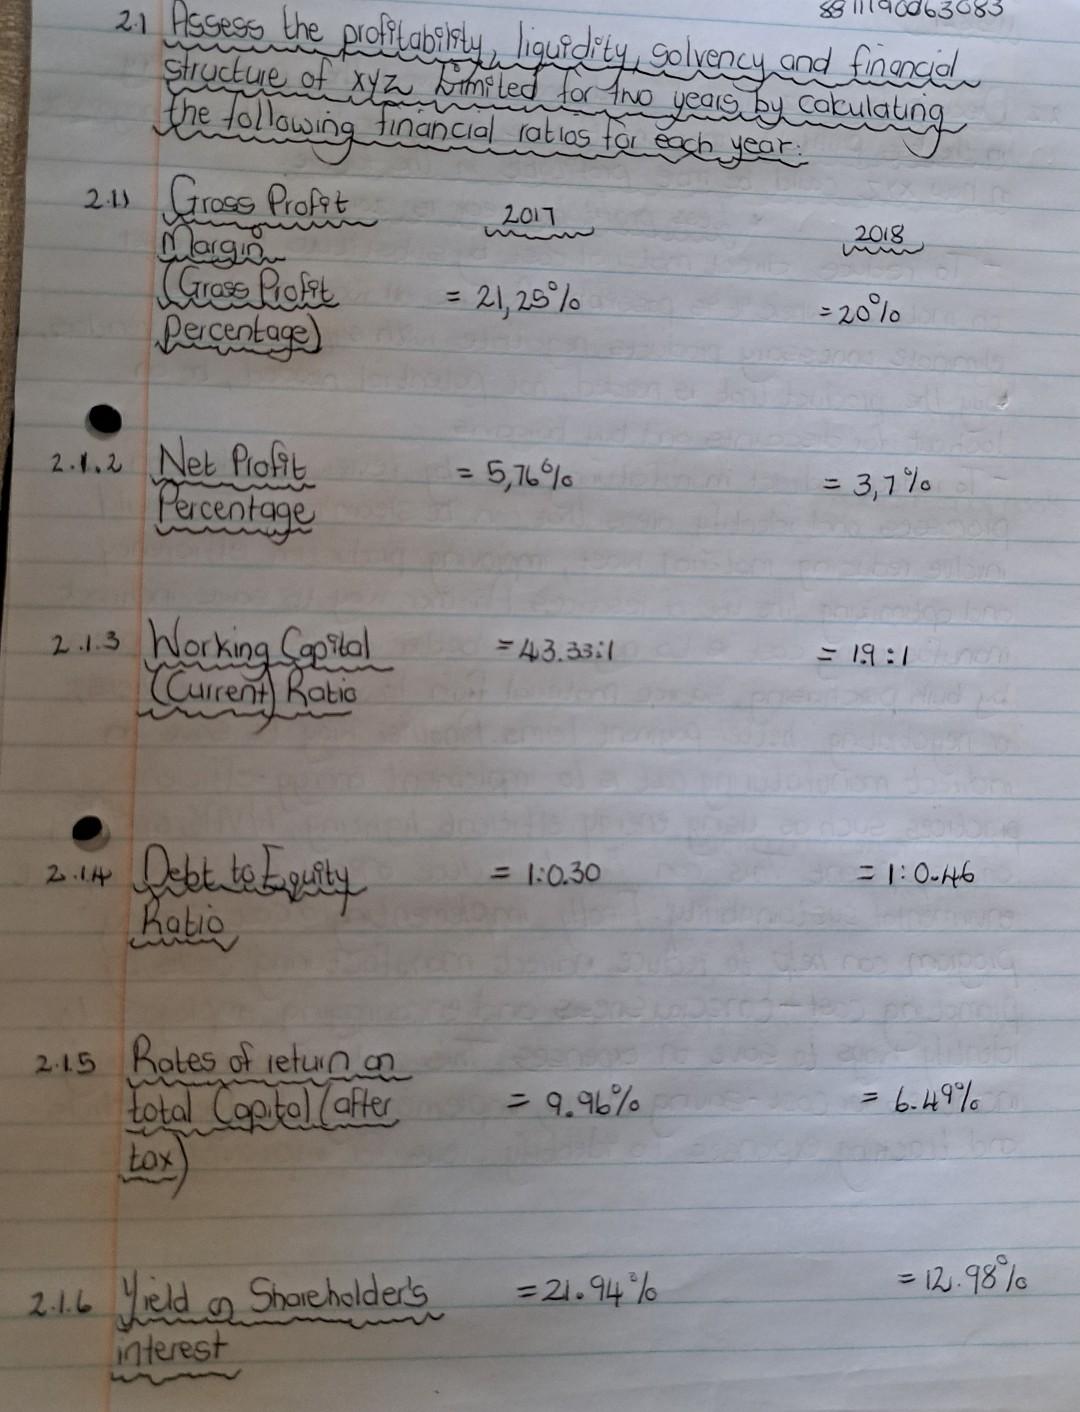 2.1 Assess the profitability, liquidity, solvency and financial
structure of xyz Limited for two years by calculating
the following financial ratios for each year:
2.1.1 Gross Profit 2017 2018
Margin
(Gross Profit = 21,25% = 20%
Percentage)
2.1.2 Net Profit = 5,76% = 3,7%
Percentage
2.1.3 Working Capital = 43.33:1 = 1.9:1
(Current) Ratio
2.1.4 Debt to Equity = 1:0.30 = 1:0.46
Ratio
2.1.5 Rates of return on
total Capital (after = 9.96% = 6.49%
tax)
2.1.6 Yield on Shareholder's = 21.94% = 12.98%
interest